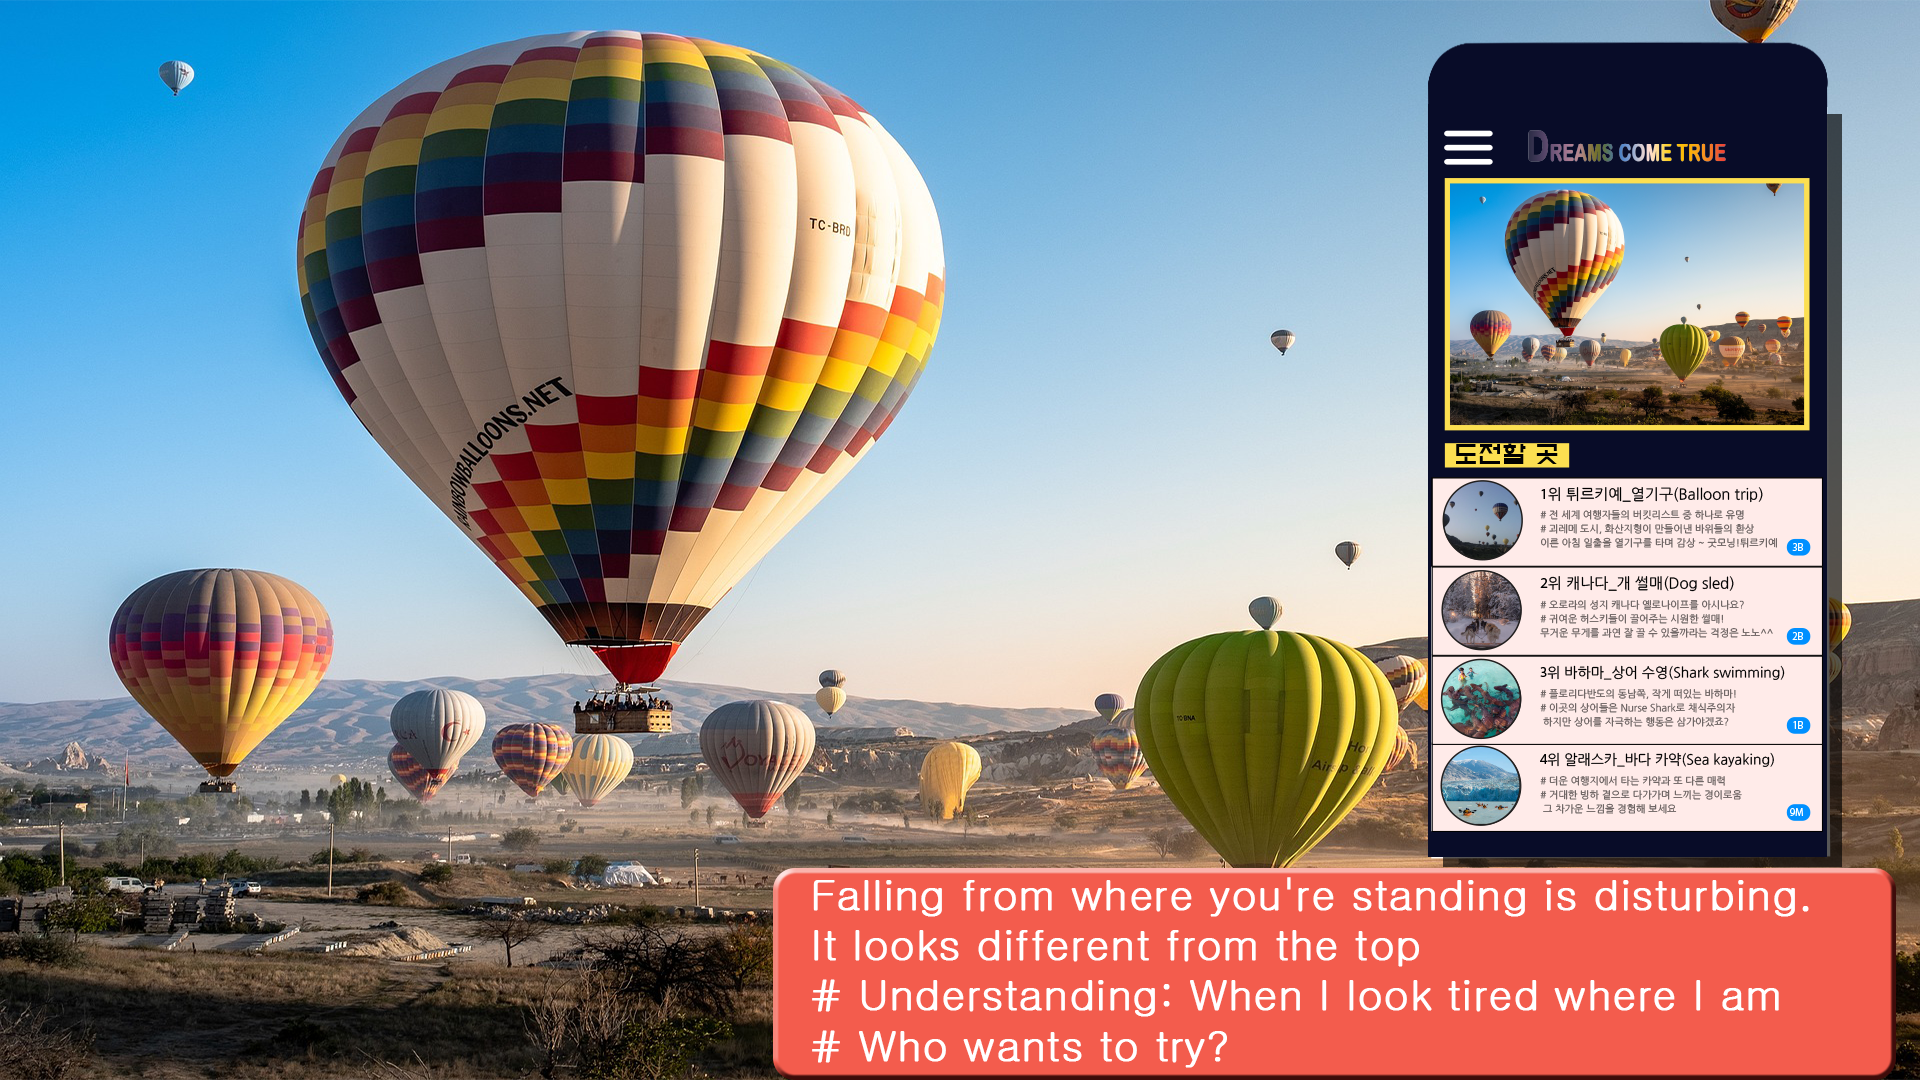 TC-BRD
RAINBOWBALLOONS.NET
VOYAGER
TC BNA
DREAMS COME TRUE
도전할 곳
1위 튀르키예_열기구(Balloon trip)
# 전 세계 여행자들의 버킷리스트 중 하나로 유명
# 괴레메 도시, 화산지형이 만들어낸 바위들의 환상
이른 아침 일출을 열기구를 타며 감상 ~ 굿모닝!튀르키예
3B
2위 캐나다_개 썰매(Dog sled)
# 오로라의 성지 캐나다 옐로나이프를 아시나요?
# 귀여운 허스키들이 끌어주는 시원한 썰매!
무거운 무게를 과연 잘 끌 수 있을까라는 걱정은 노노^^
2B
3위 바하마_상어 수영(Shark swimming)
# 플로리다반도의 동남쪽, 작게 떠있는 바하마!
# 이곳의 상어들은 Nurse Shark로 채식주의자
하지만 상어를 자극하는 행동은 삼가야겠죠?
1B
4위 알래스카_바다 카약(Sea kayaking)
# 더운 여행지에서 타는 카약과 또 다른 매력
# 거대한 빙하 곁으로 다가가며 느끼는 경이로움
그 차가운 느낌을 경험해 보세요
9M
Falling from where you're standing is disturbing.
It looks different from the top
# Understanding: When I look tired where I am
# Who wants to try?